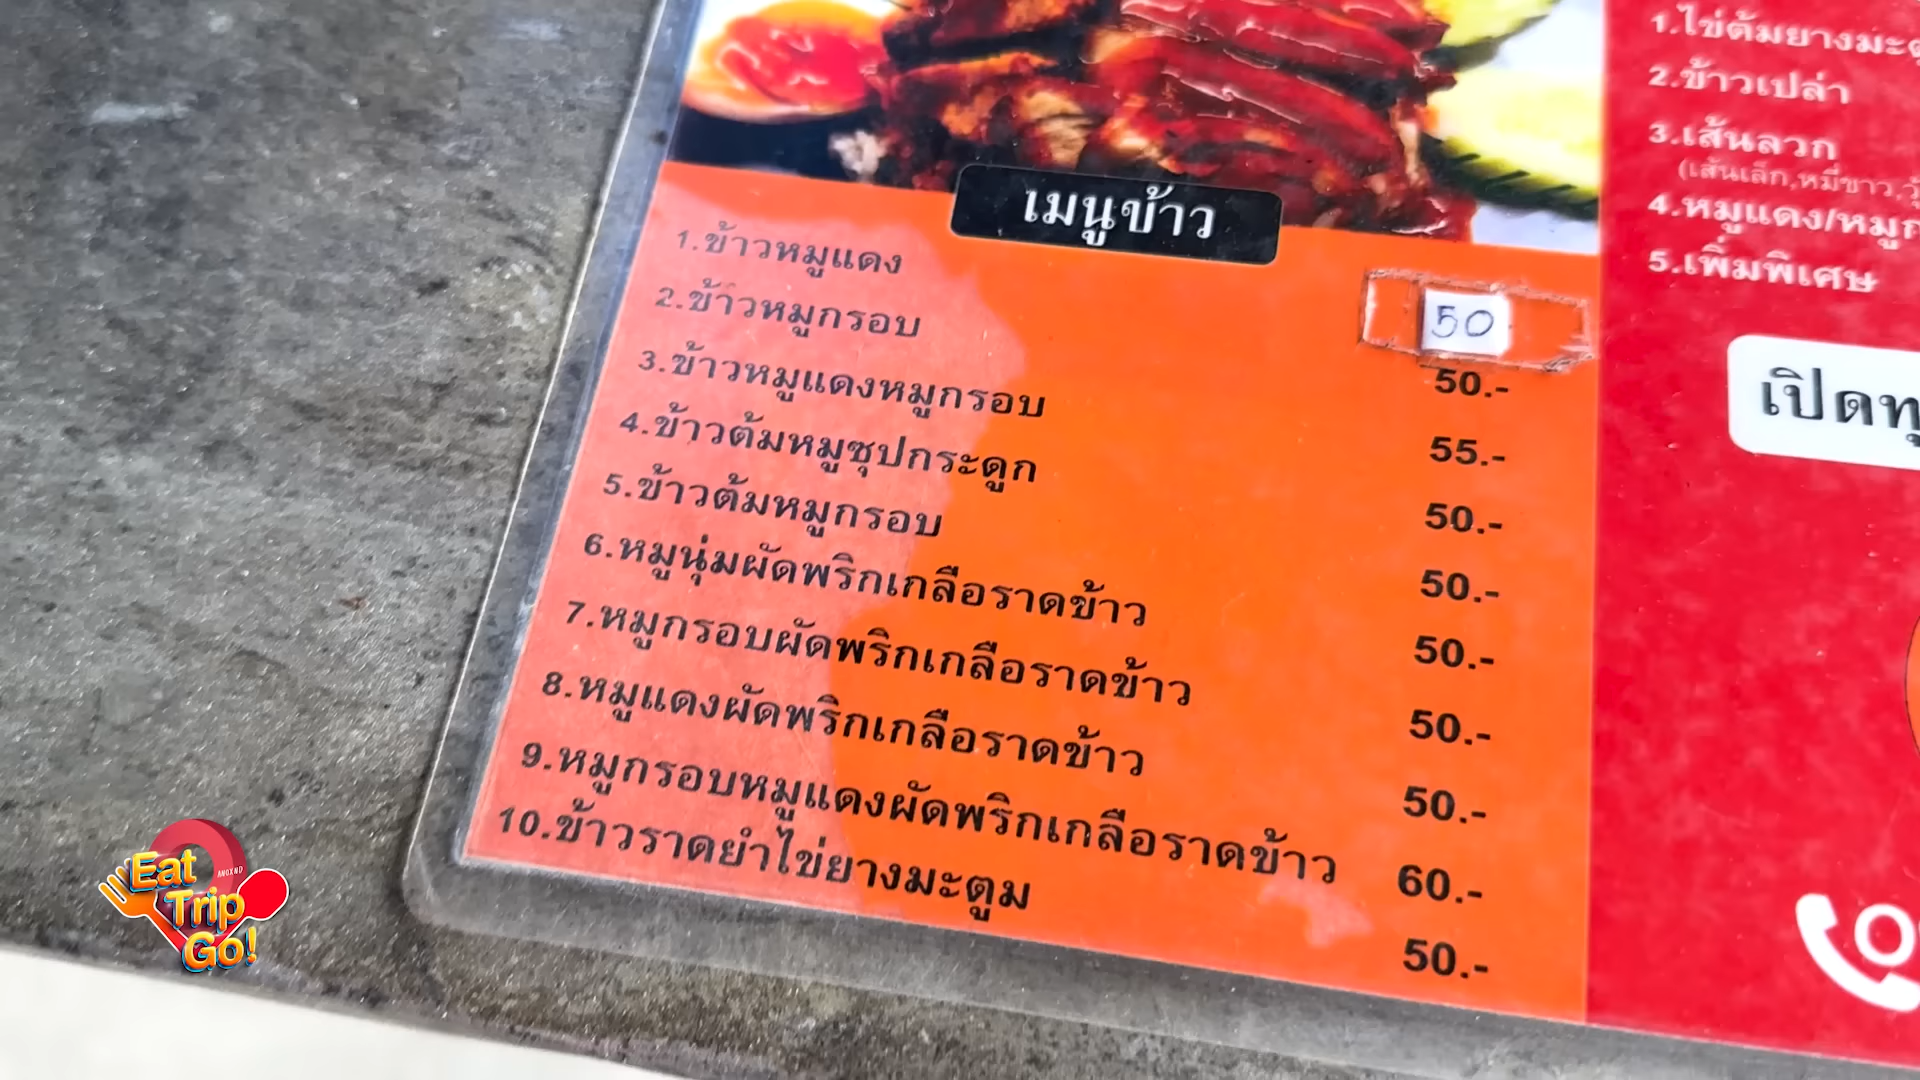 เมนูข้าว
1.ข้าวหมูแดง 50
2.ข้าวหมูกรอบ 50.-
3.ข้าวหมูแดงหมูกรอบ 55.-
4.ข้าวต้มหมูซุปกระดูก 50.-
5.ข้าวต้มหมูกรอบ 50.-
6.หมูนุ่มผัดพริกเกลือราดข้าว 50.-
7.หมูกรอบผัดพริกเกลือราดข้าว 50.-
8.หมูแดงผัดพริกเกลือราดข้าว 50.-
9.หมูกรอบหมูแดงผัดพริกเกลือราดข้าว 60.-
10.ข้าวราดยำไข่ยางมะตูม 50.-
1.ไข่ต้มยางมะ
2.ข้าวเปล่า
3.เส้นลวก
(เส้นเล็ก,หมี่ขาว,
4.หมูแดง/หมู
5.เพิ่มพิเศษ
Eat
Trip
Go!